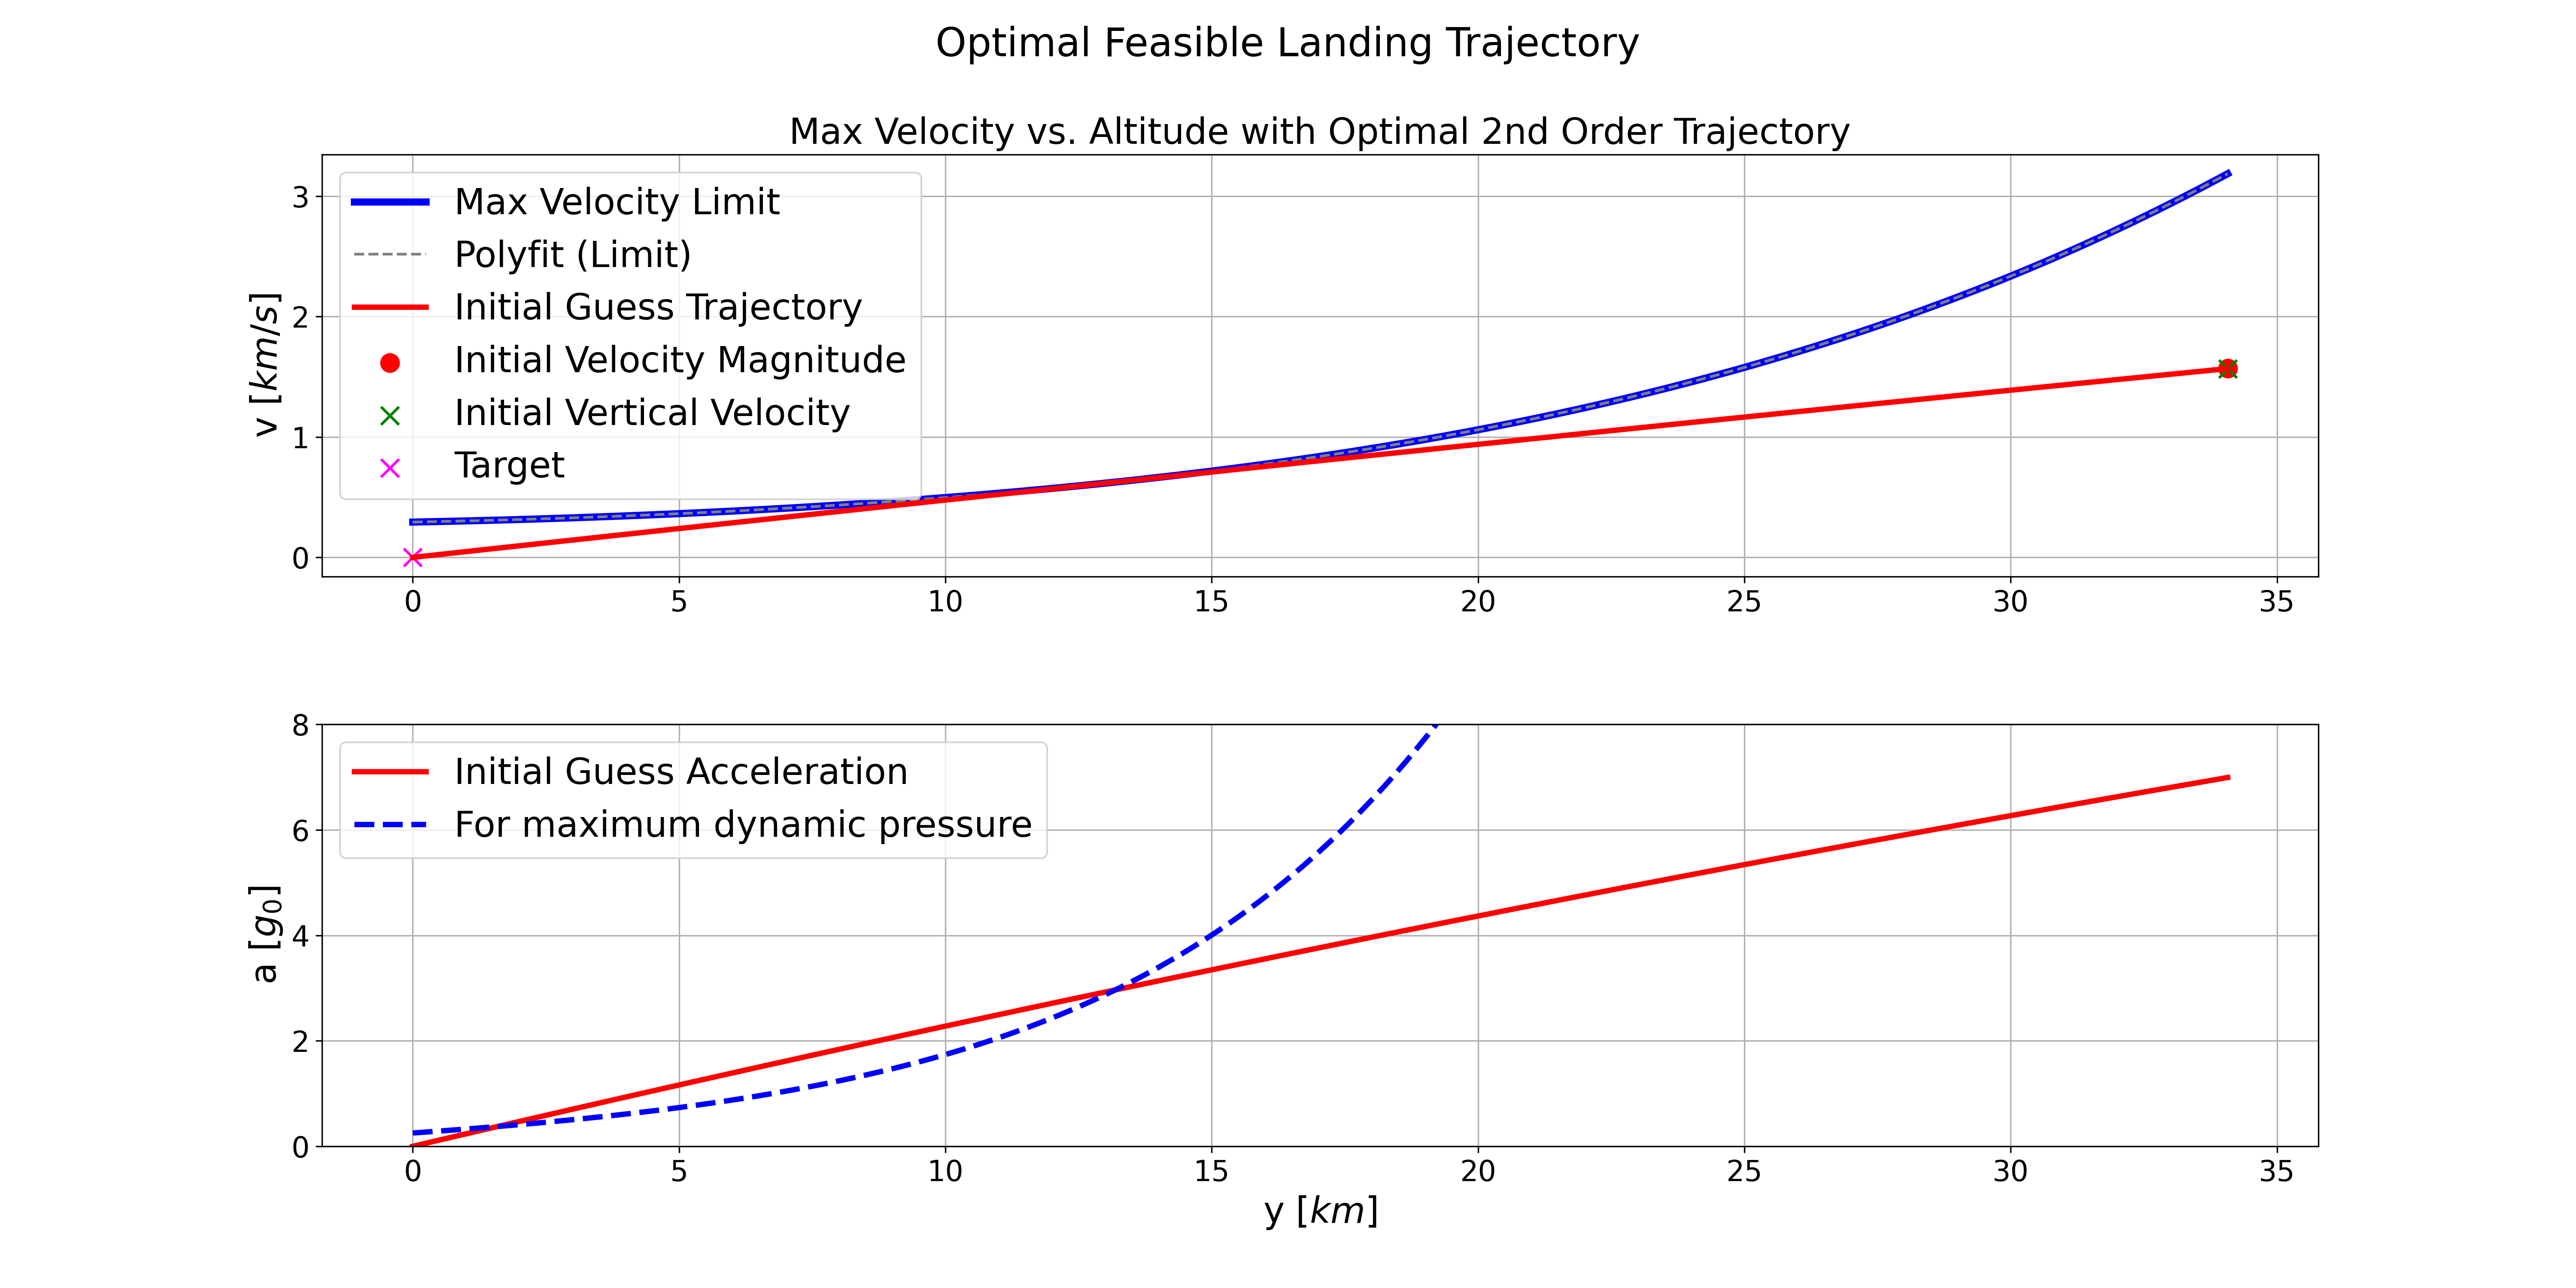 Optimal Feasible Landing Trajectory
Max Velocity vs. Altitude with Optimal 2nd Order Trajectory
v [km/s]
3
2
1
0
Max Velocity Limit
Polyfit (Limit)
Initial Guess Trajectory
Initial Velocity Magnitude
Initial Vertical Velocity
Target
0 5 10 15 20 25 30 35
a [g₀]
8
6
4
2
0
Initial Guess Acceleration
For maximum dynamic pressure
0 5 10 15 20 25 30 35
y [km]